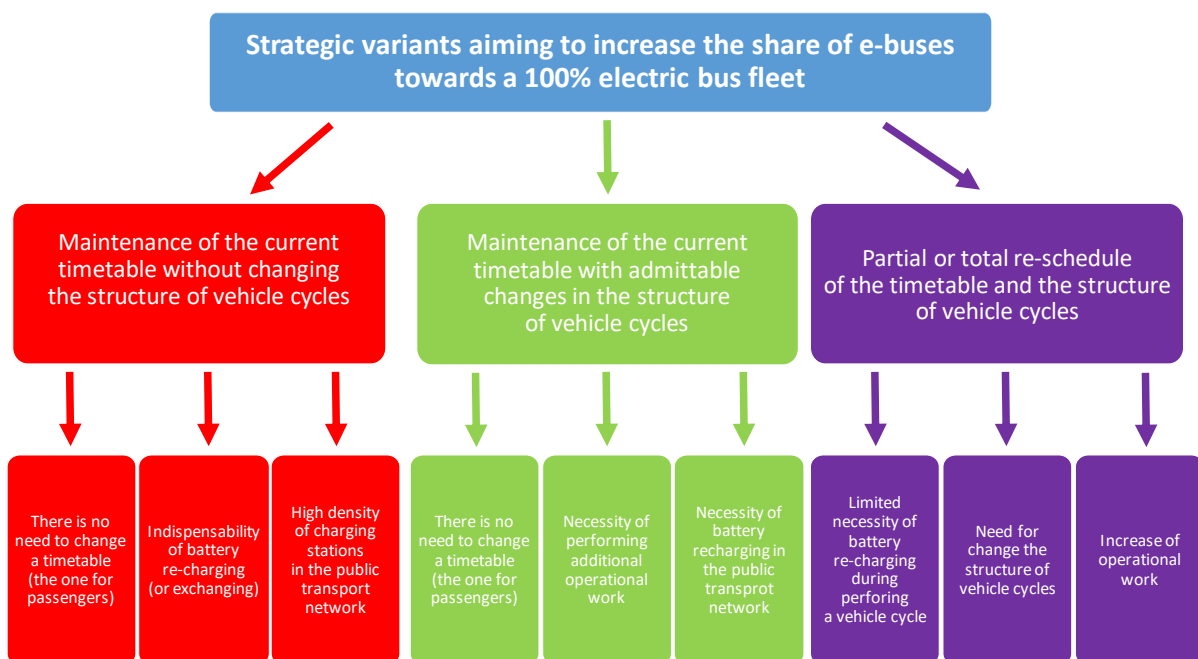 Strategic variants aiming to increase the share of e-buses
towards a 100% electric bus fleet
Maintenance of the current
timetable without changing
the structure of vehicle cycles
Maintenance of the current
timetable with admittable
changes in the structure
of vehicle cycles
Partial or total re-schedule
of the timetable and the structure
of vehicle cycles
There is no
need to change
a timetable
(the one for
passengers)
Indispensability
of battery
re-charging
(or exchanging)
High density
of charging
stations
in the public
transport
network
There is no
need to change
a timetable
(the one for
passengers)
Necessity of
performing
additional
operational
work
Necessity of
battery
recharging in
the public
transprot
network
Limited
necessity of
battery
re-charging
during
perforing
a vehicle cycle
Need for
change the
structure of
vehicle cycles
Increase of
operational
work